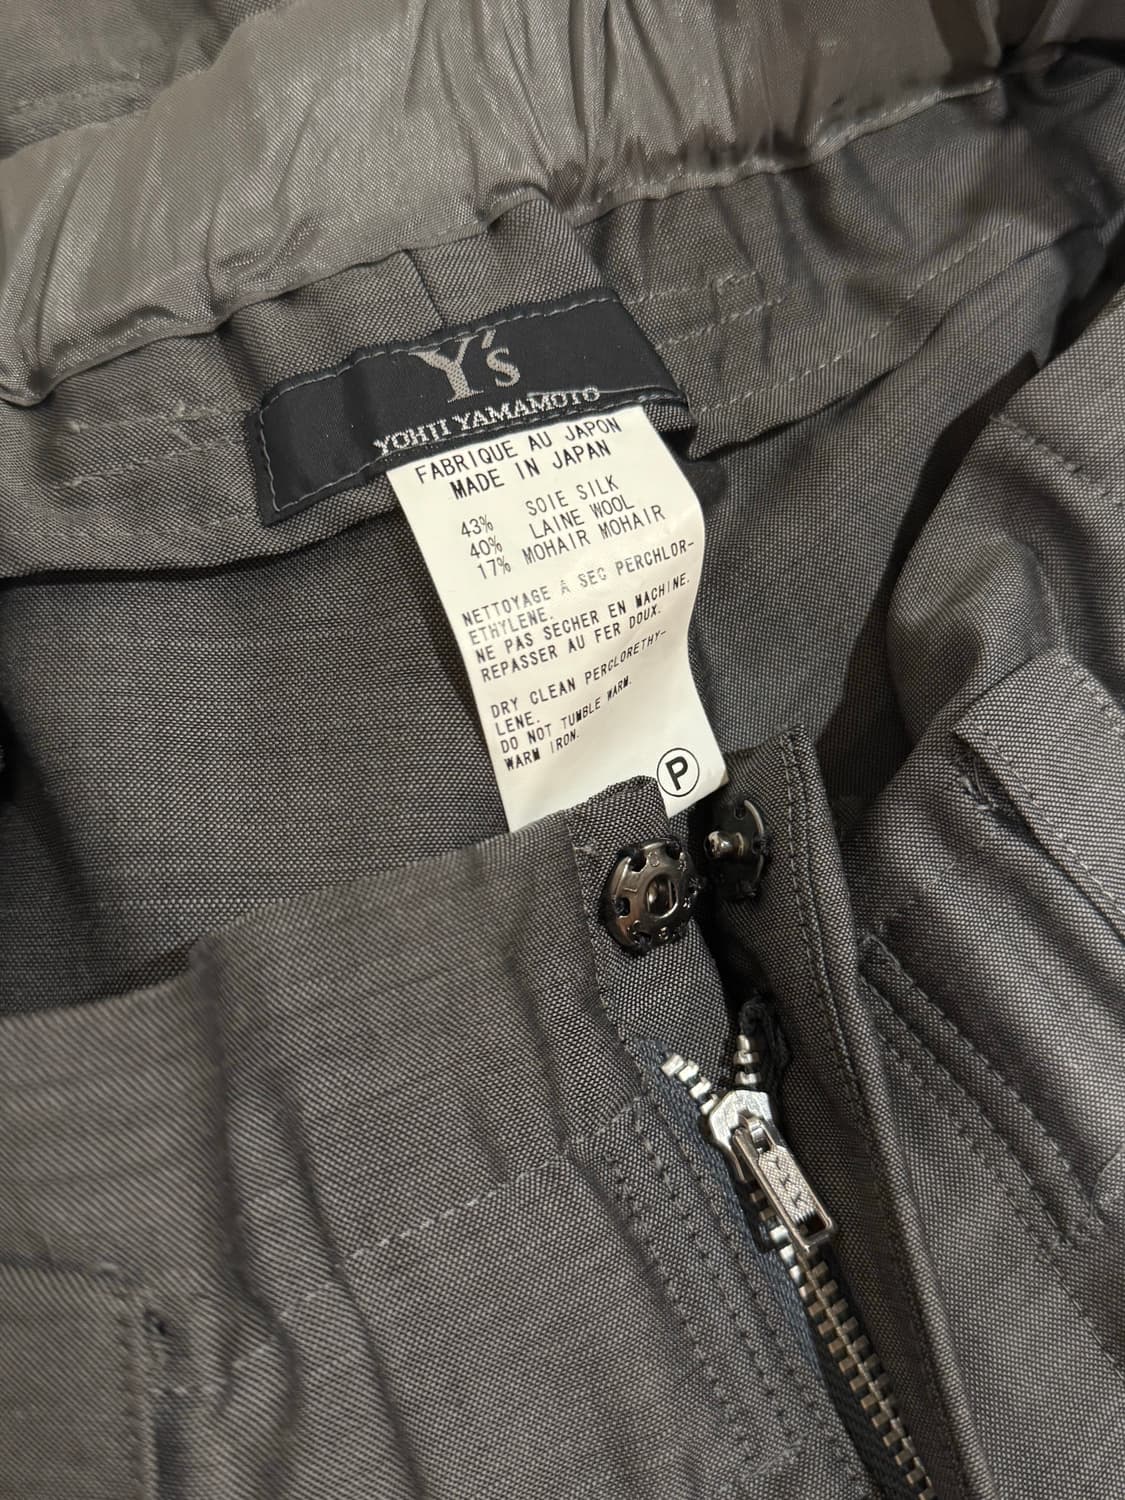 Y's
YOHJI YAMAMOTO
FABRIQUE AU JAPON
MADE IN JAPAN
43% SOIE SILK
40% LAINE WOOL
17% MOHAIR MOHAIR
NETTOYAGE À SEC PERCHLOR-
ETHYLENE.
NE PAS SECHER EN MACHINE.
REPASSER AU FER DOUX.
DRY CLEAN PERCLORETHY-
LENE.
DO NOT TUMBLE WARM.
WARM IRON.
P